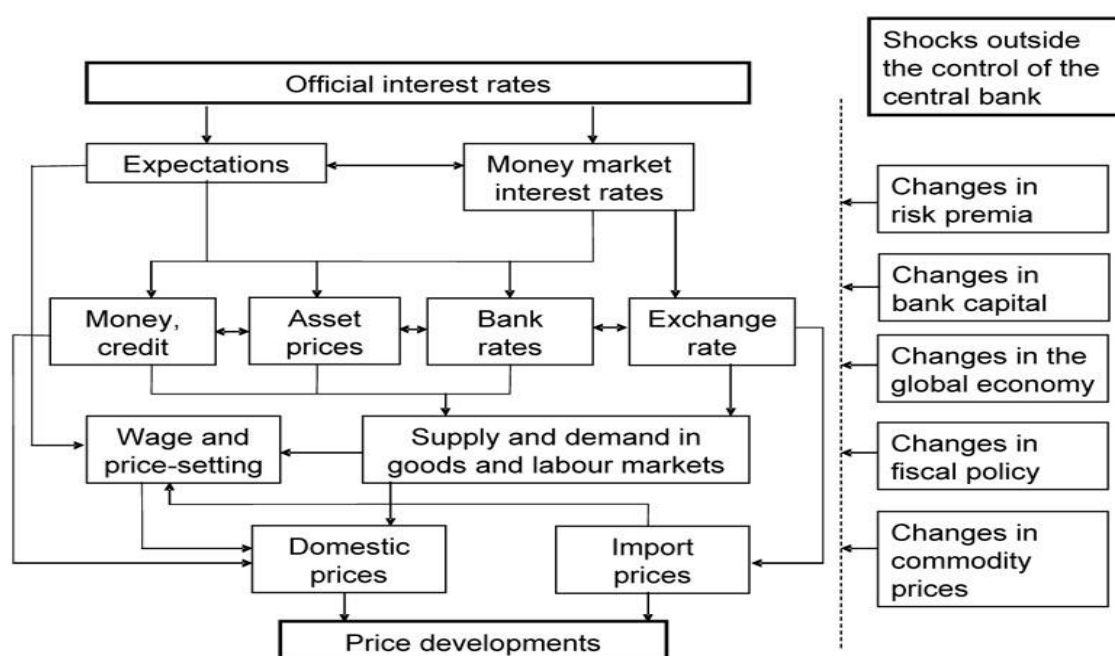 Official interest rates
Shocks outside
the control of the
central bank
Expectations
Money market
interest rates
Changes in
risk premia
Changes in
bank capital
Money,
credit
Asset
prices
Bank
rates
Exchange
rate
Changes in the
global economy
Wage and
price-setting
Supply and demand in
goods and labour markets
Changes in
fiscal policy
Domestic
prices
Import
prices
Changes in
commodity
prices
Price developments